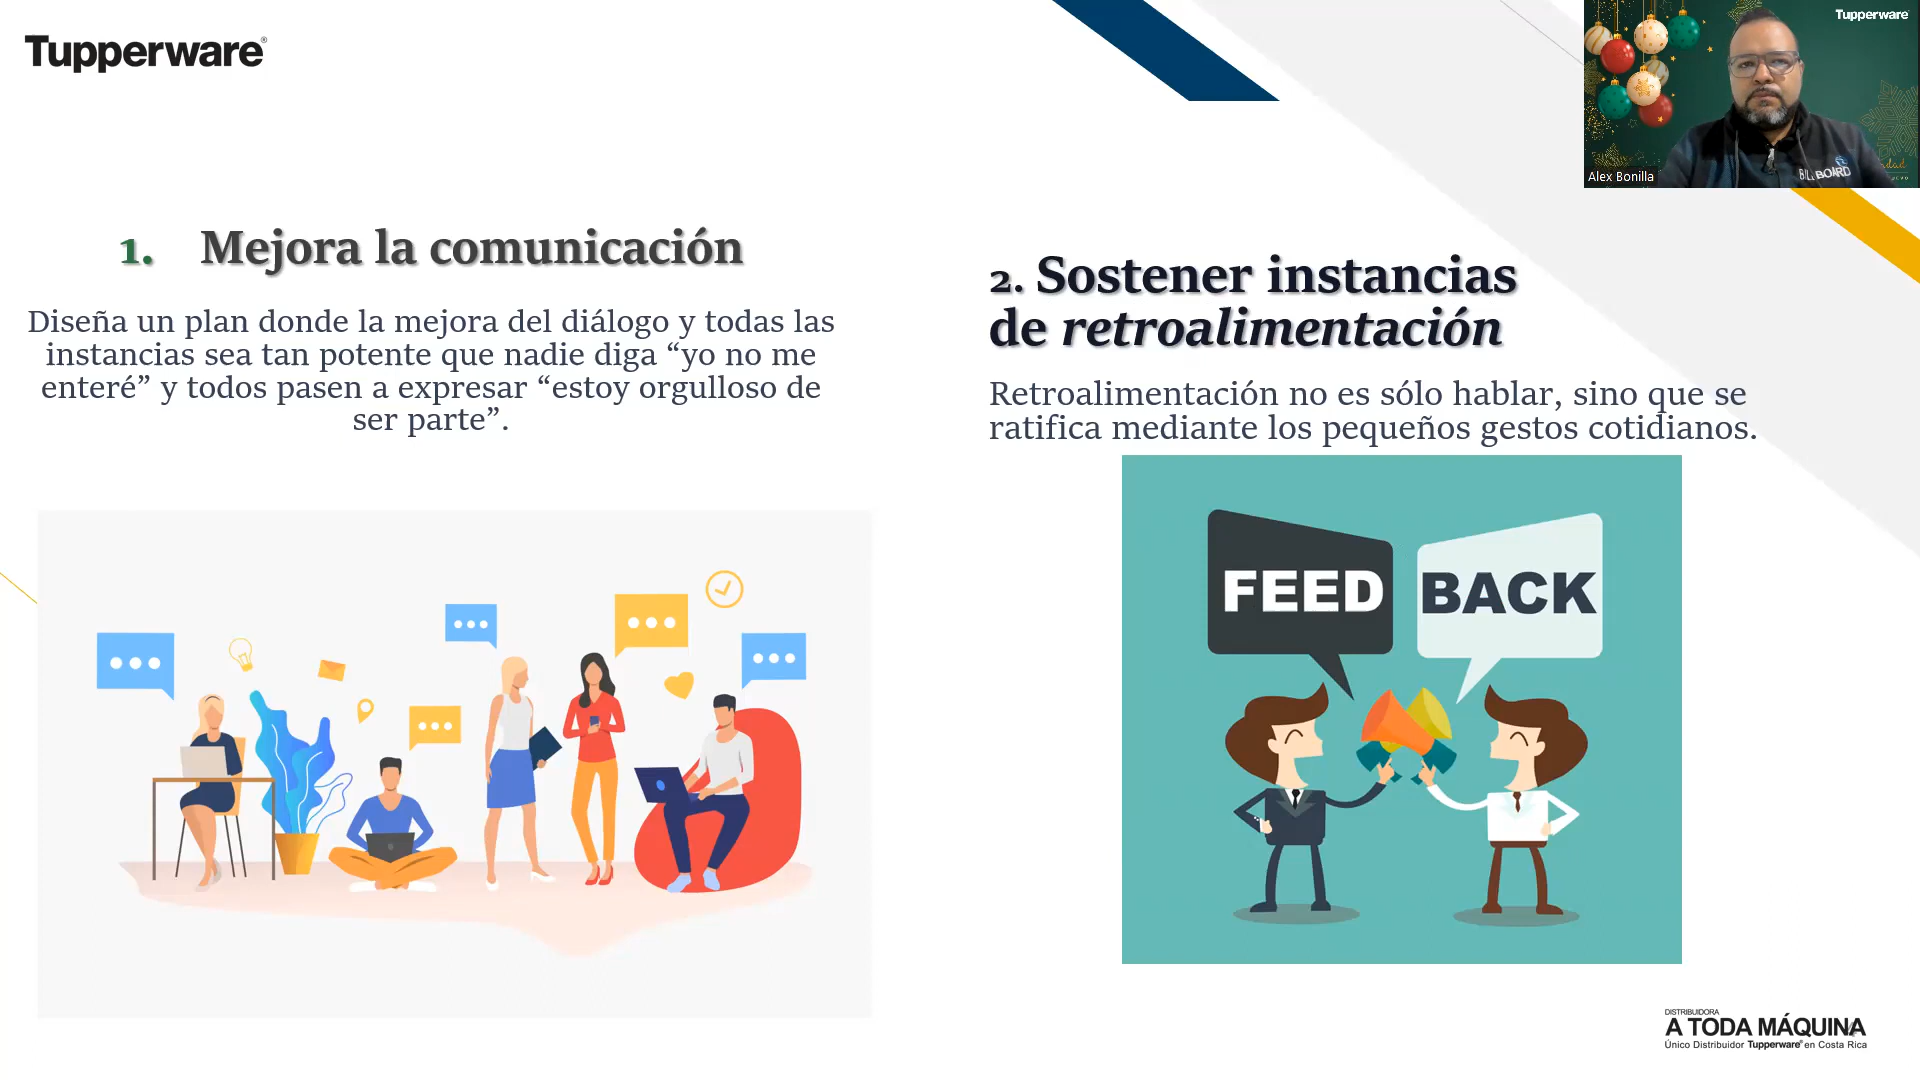 Tupperware®
Tupperware
BILLBOARD
Alex Bonilla
1. Mejora la comunicación
Diseña un plan donde la mejora del diálogo y todas las
instancias sea tan potente que nadie diga “yo no me
enteré” y todos pasen a expresar “estoy orgulloso de
ser parte”.
2. Sostener instancias
de retroalimentación
Retroalimentación no es sólo hablar, sino que se
ratifica mediante los pequeños gestos cotidianos.
FEED BACK
DISTRIBUIDORA
A TODA MÁQUINA
Único Distribuidor Tupperware® en Costa Rica